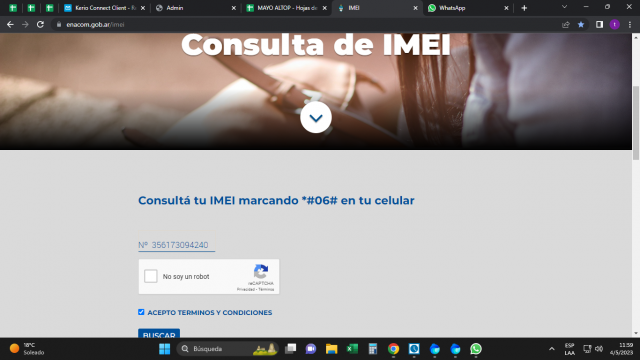 Kerio Connect Client - R
Admin
MAYO ALTOP - Hojas de
IMEI
WhatsApp
enacom.gob.ar/imei
Consulta de IMEI
Consultá tu IMEI marcando *#06# en tu celular
Nº 356173094240
No soy un robot
reCAPTCHA
Privacidad - Términos
ACEPTO TERMINOS Y CONDICIONES
BUSCAR
18°C
Soleado
Búsqueda
ESP
LAA
11:59
4/5/2023